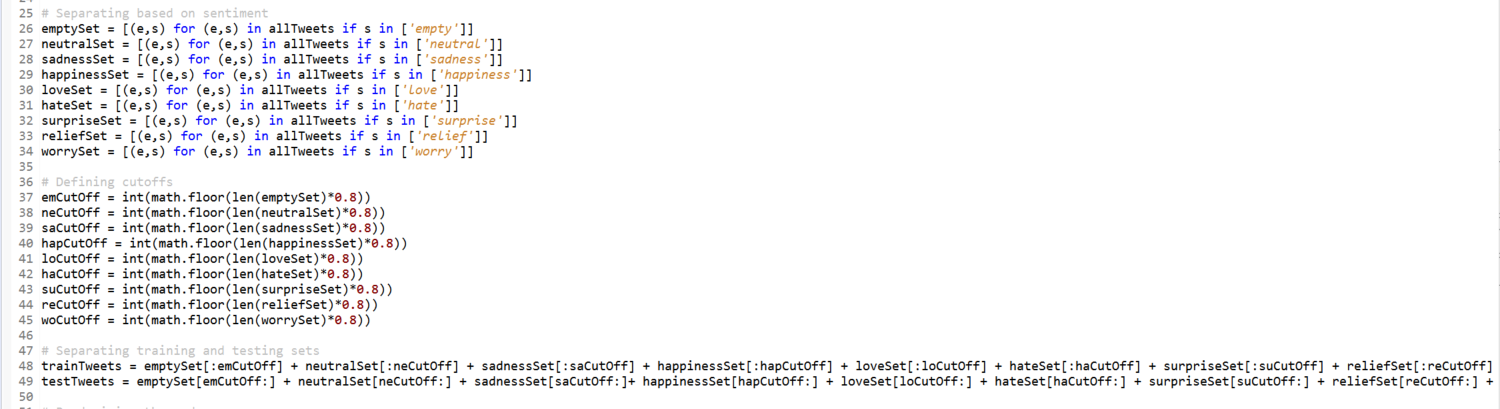 25 # Separating based on sentiment
26 emptySet = [(e,s) for (e,s) in allTweets if s in ['empty']]
27 neutralSet = [(e,s) for (e,s) in allTweets if s in ['neutral']]
28 sadnessSet = [(e,s) for (e,s) in allTweets if s in ['sadness']]
29 happinessSet = [(e,s) for (e,s) in allTweets if s in ['happiness']]
30 loveSet = [(e,s) for (e,s) in allTweets if s in ['love']]
31 hateSet = [(e,s) for (e,s) in allTweets if s in ['hate']]
32 surpriseSet = [(e,s) for (e,s) in allTweets if s in ['surprise']]
33 reliefSet = [(e,s) for (e,s) in allTweets if s in ['relief']]
34 worrySet = [(e,s) for (e,s) in allTweets if s in ['worry']]
35
36 # Defining cutoffs
37 emCutOff = int(math.floor(len(emptySet)*0.8))
38 neCutOff = int(math.floor(len(neutralSet)*0.8))
39 saCutOff = int(math.floor(len(sadnessSet)*0.8))
40 hapCutOff = int(math.floor(len(happinessSet)*0.8))
41 loCutOff = int(math.floor(len(loveSet)*0.8))
42 haCutOff = int(math.floor(len(hateSet)*0.8))
43 suCutOff = int(math.floor(len(surpriseSet)*0.8))
44 reCutOff = int(math.floor(len(reliefSet)*0.8))
45 woCutOff = int(math.floor(len(worrySet)*0.8))
46
47 # Separating training and testing sets
48 trainTweets = emptySet[:emCutOff] + neutralSet[:neCutOff] + sadnessSet[:saCutOff] + happinessSet[:hapCutOff] + loveSet[:loCutOff] + hateSet[:haCutOff] + surpriseSet[:suCutOff] + reliefSet[:reCutOff]
49 testTweets = emptySet[emCutOff:] + neutralSet[neCutOff:] + sadnessSet[saCutOff:]+ happinessSet[hapCutOff:] + loveSet[loCutOff:] + hateSet[haCutOff:] + surpriseSet[suCutOff:] + reliefSet[reCutOff:] +
50